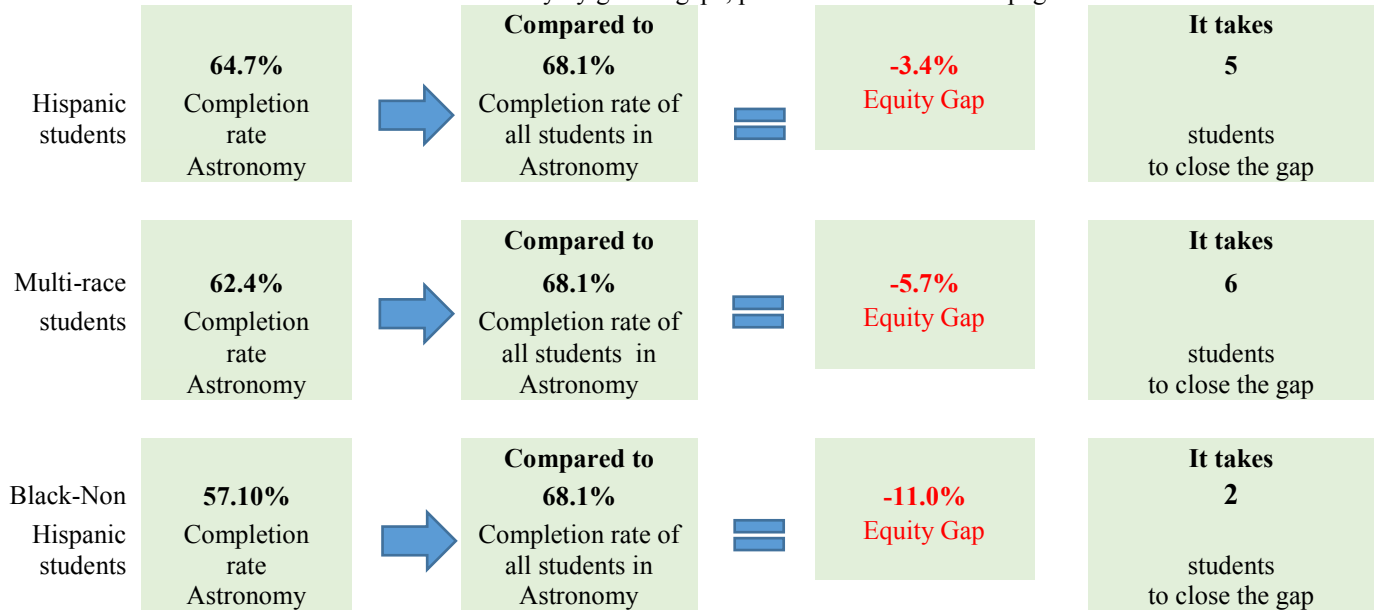 Compared to
It takes
64.7%
68.1%
-3.4%
5
Hispanic
students
Completion
rate
Astronomy
Completion rate of
all students in
Astronomy
Equity Gap
students
to close the gap
Compared to
It takes
Multi-race
students
62.4%
Completion
rate
Astronomy
68.1%
Completion rate of
all students in
Astronomy
-5.7%
Equity Gap
6
students
to close the gap
Compared to
It takes
Black-Non
Hispanic
students
57.10%
Completion
rate
Astronomy
68.1%
Completion rate of
all students in
Astronomy
-11.0%
Equity Gap
2
students
to close the gap